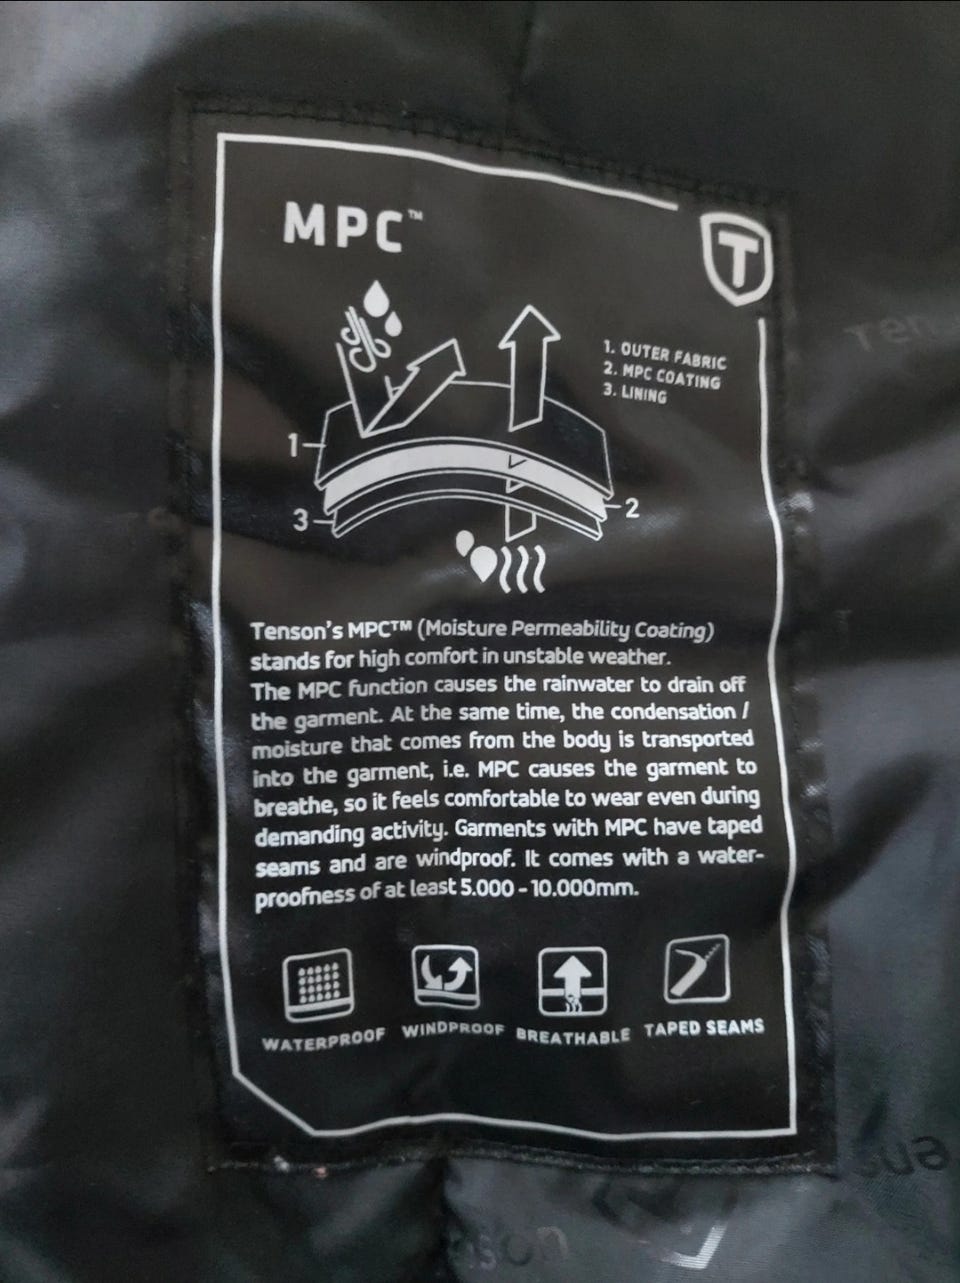 MPC™
T
1. OUTER FABRIC
2. MPC COATING
3. LINING
1
2
3
Tenson's MPC™ (Moisture Permeability Coating)
stands for high comfort in unstable weather.
The MPC function causes the rainwater to drain off
the garment. At the same time, the condensation /
moisture that comes from the body is transported
into the garment, i.e. MPC causes the garment to
breathe, so it feels comfortable to wear even during
demanding activity. Garments with MPC have taped
seams and are windproof. It comes with a water-
proofness of at least 5.000 - 10.000mm.
WATERPROOF WINDPROOF BREATHABLE TAPED SEAMS